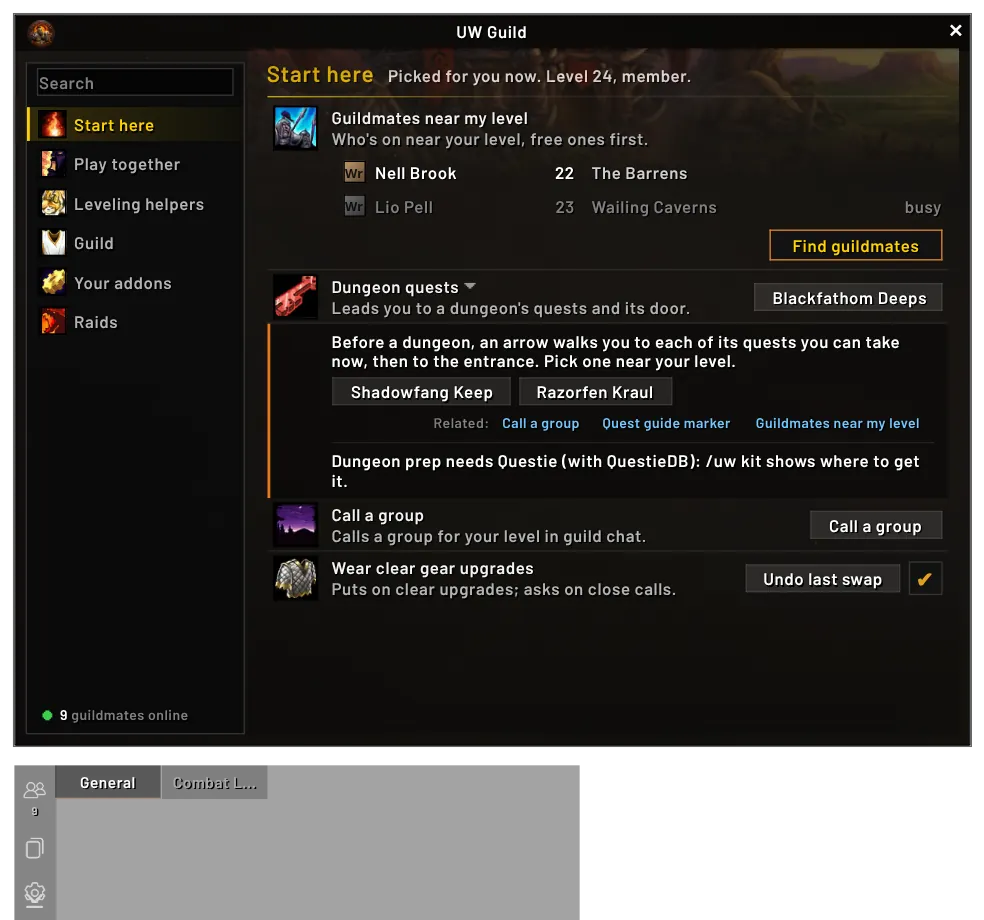 UW Guild
Search
Start here
Play together
Leveling helpers
Guild
Your addons
Raids
9 guildmates online
Start here Picked for you now. Level 24, member.
Guildmates near my level
Who's on near your level, free ones first.
Wr Nell Brook 22 The Barrens
Wr Lio Pell 23 Wailing Caverns busy
Find guildmates
Dungeon quests
Leads you to a dungeon's quests and its door.
Blackfathom Deeps
Before a dungeon, an arrow walks you to each of its quests you can take
now, then to the entrance. Pick one near your level.
Shadowfang Keep Razorfen Kraul
Related: Call a group Quest guide marker Guildmates near my level
Dungeon prep needs Questie (with QuestieDB): /uw kit shows where to get
it.
Call a group
Calls a group for your level in guild chat.
Call a group
Wear clear gear upgrades
Puts on clear upgrades; asks on close calls.
Undo last swap
General Combat L...
9